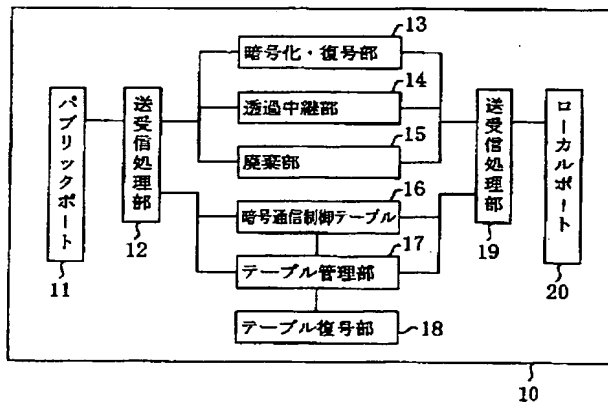 13
暗号化・復号部
14
透過中継部
15
廃棄部
16
暗号通信制御テーブル
17
テーブル管理部
テーブル復号部
18
パブリックポート
11
送受信処理部
12
送受信処理部
19
ローカルポート
20
10